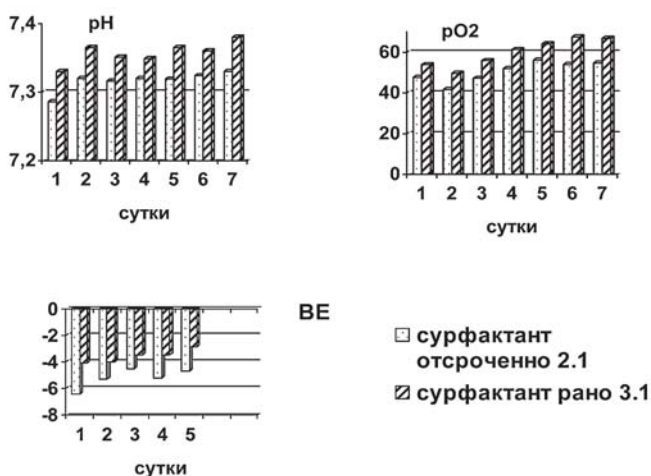 pH
7,4
7,3
7,2
1 2 3 4 5 6 7
сутки
pO2
60
40
20
0
1 2 3 4 5 6 7
сутки
BE
0
-2
-4
-6
-8
1 2 3 4 5
сутки
сурфактант
отсроченно 2.1
сурфактант рано 3.1